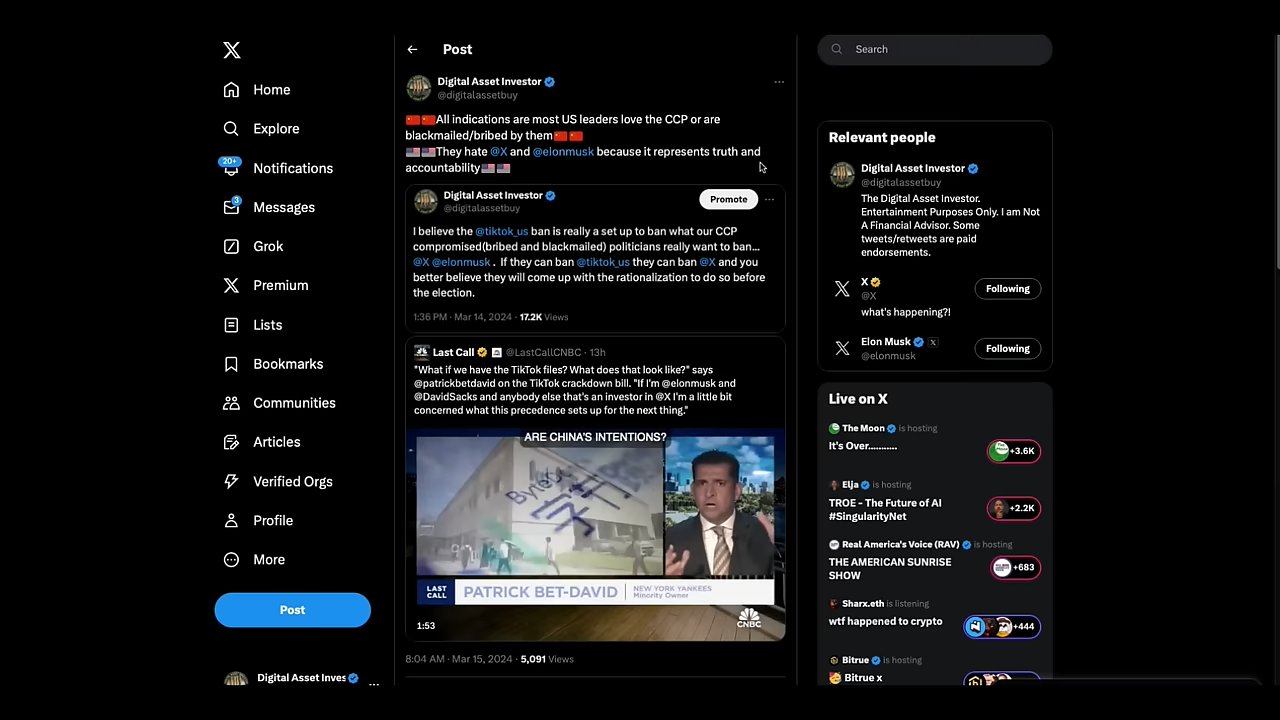 Home
Explore
20+
Notifications
3
Messages
Grok
Premium
Lists
Bookmarks
Communities
Articles
Verified Orgs
Profile
More
Post
Digital Asset Inves
Post
Digital Asset Investor
@digitalassetbuy
🇨🇳🇨🇳All indications are most US leaders love the CCP or are
blackmailed/bribed by them🇨🇳🇨🇳
🇺🇸🇺🇸They hate @X and @elonmusk because it represents truth and
accountability🇺🇸🇺🇸
Digital Asset Investor
@digitalassetbuy
Promote
I believe the @tiktok_us ban is really a set up to ban what our CCP
compromised(bribed and blackmailed) politicians really want to ban...
@X @elonmusk . If they can ban @tiktok_us they can ban @X and you
better believe they will come up with the rationalization to do so before
the election.
1:36 PM · Mar 14, 2024 · 17.2K Views
Last Call @LastCallCNBC · 13h
"What if we have the TikTok files? What does that look like?" says
@patrickbetdavid on the TikTok crackdown bill. "If I'm @elonmusk and
@DavidSacks and anybody else that's an investor in @X I'm a little bit
concerned what this precedence sets up for the next thing."
ARE CHINA'S INTENTIONS?
LAST
CALL
PATRICK BET-DAVID
NEW YORK YANKEES
Minority Owner
1:53
CNBC
8:04 AM · Mar 15, 2024 · 5,091 Views
Search
Relevant people
Digital Asset Investor
@digitalassetbuy
The Digital Asset Investor.
Entertainment Purposes Only. I am Not
A Financial Advisor. Some
tweets/retweets are paid
endorsements.
X
@X
Following
what's happening?!
Elon Musk
@elonmusk
Following
Live on X
The Moon is hosting
It's Over...........
+3.6K
Elja is hosting
TROE - The Future of AI
#SingularityNet
+2.2K
Real America's Voice (RAV) is hosting
THE AMERICAN SUNRISE
SHOW
+683
Sharx.eth is listening
wtf happened to crypto
+444
Bitrue is hosting
🥳 Bitrue x